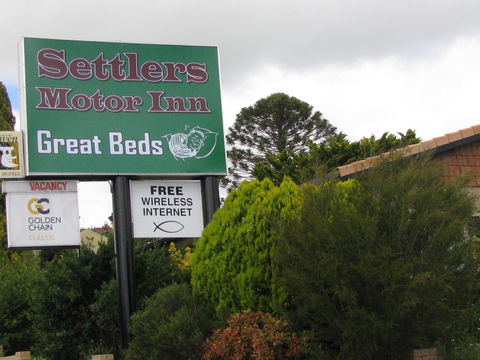 Settlers
Motor Inn
Great Beds
VACANCY
GC
GOLDEN
CHAIN
CLASSIC
FREE
WIRELESS
INTERNET